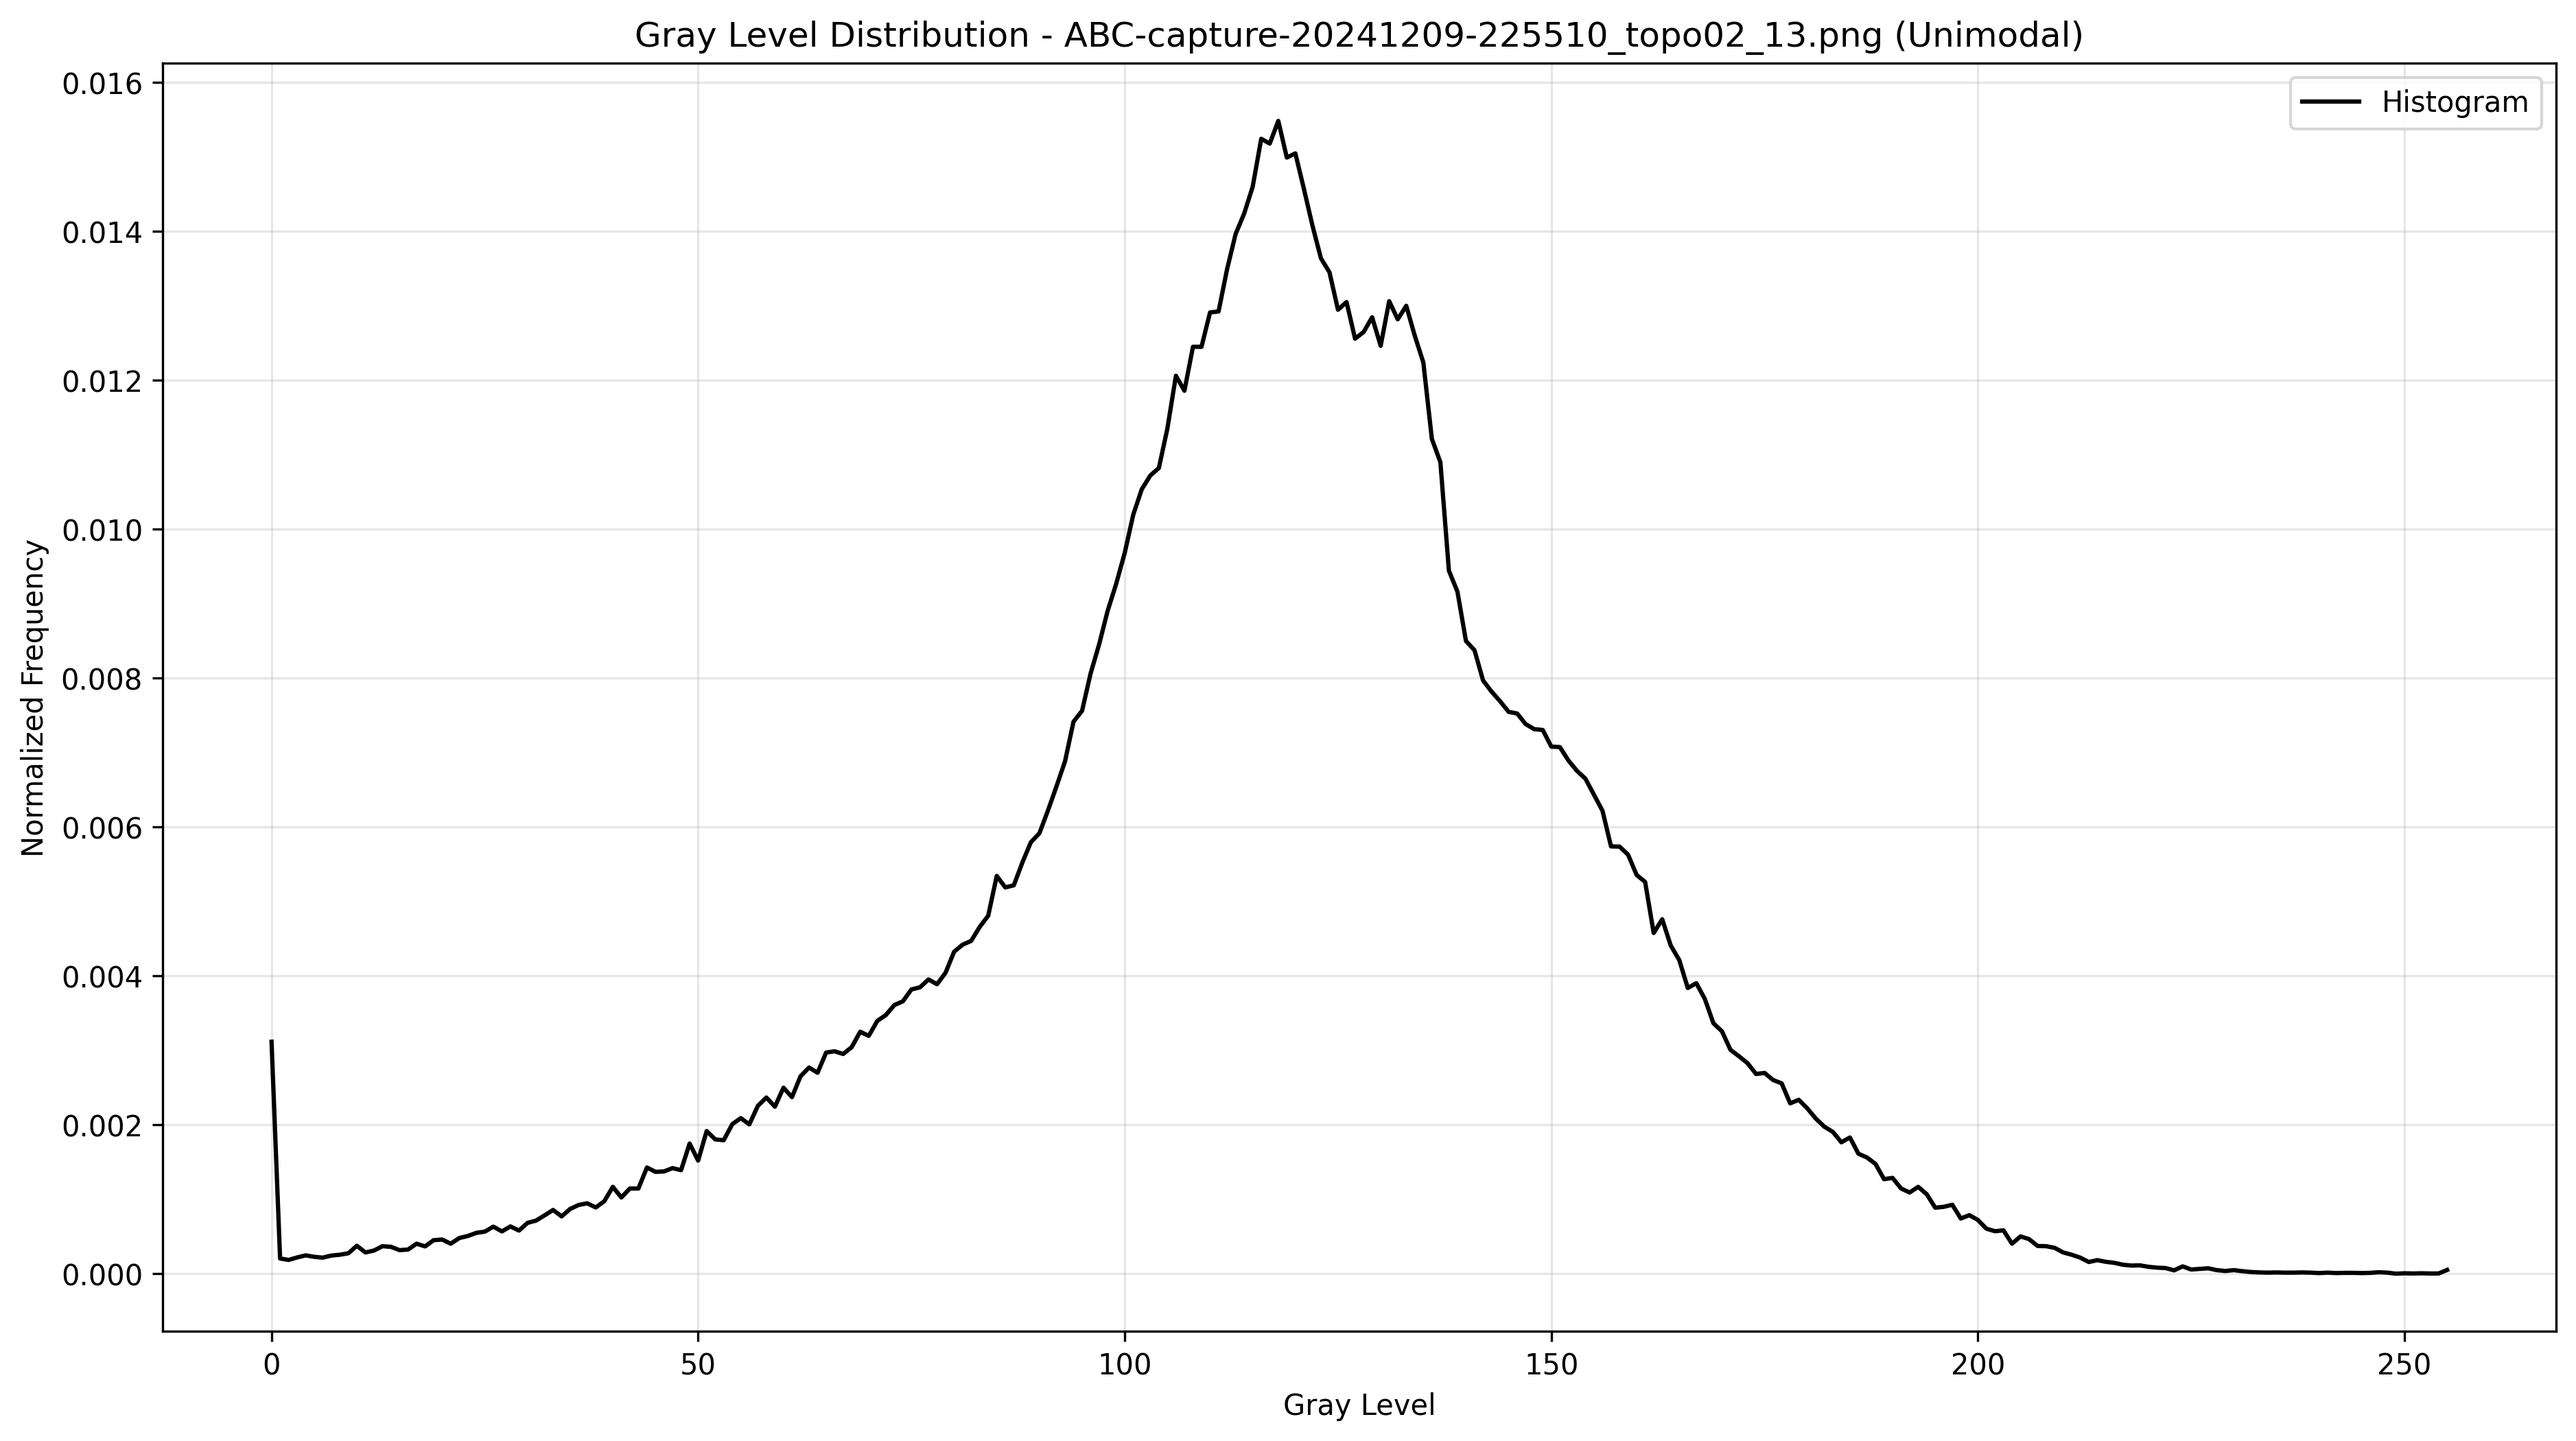 Gray Level Distribution - ABC-capture-20241209-225510_topo02_13.png (Unimodal)
Histogram
0.016
0.014
0.012
0.010
0.008
0.006
0.004
0.002
0.000
Normalized Frequency
0 50 100 150 200 250
Gray Level